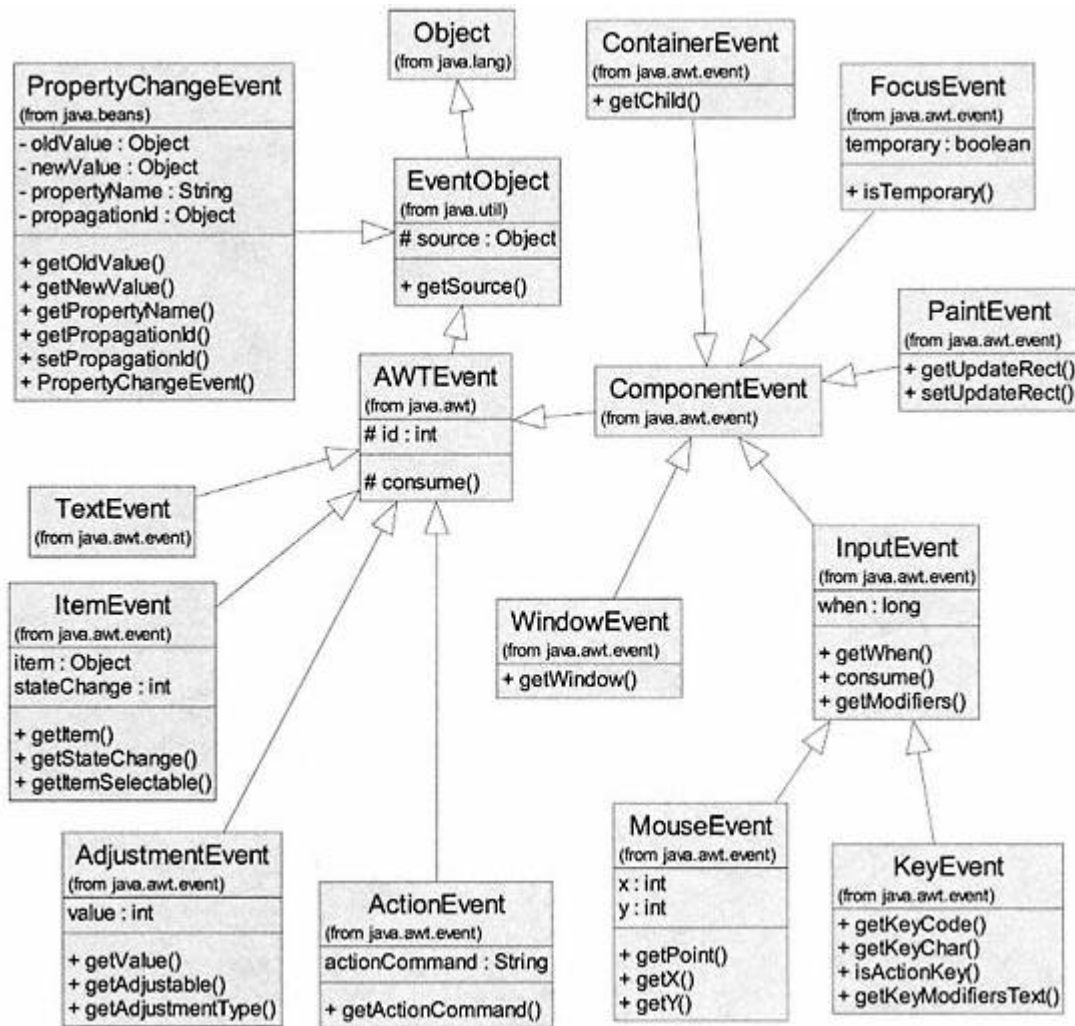 Object
(from java.lang)
PropertyChangeEvent
(from java.beans)
- oldValue : Object
- newValue : Object
- propertyName : String
- propagationId : Object
+ getOldValue()
+ getNewValue()
+ getPropertyName()
+ getPropagationId()
+ setPropagationId()
+ PropertyChangeEvent()
EventObject
(from java.util)
# source : Object
+ getSource()
ContainerEvent
(from java.awt.event)
+ getChild()
FocusEvent
(from java.awt.event)
temporary : boolean
+ isTemporary()
PaintEvent
(from java.awt.event)
+ getUpdateRect()
+ setUpdateRect()
AWTEvent
(from java.awt)
# id : int
# consume()
ComponentEvent
(from java.awt.event)
TextEvent
(from java.awt.event)
ItemEvent
(from java.awt.event)
item : Object
stateChange : int
+ getItem()
+ getStateChange()
+ getItemSelectable()
WindowEvent
(from java.awt.event)
+ getWindow()
InputEvent
(from java.awt.event)
when : long
+ getWhen()
+ consume()
+ getModifiers()
AdjustmentEvent
(from java.awt.event)
value : int
+ getValue()
+ getAdjustable()
+ getAdjustmentType()
ActionEvent
(from java.awt.event)
actionCommand : String
+ getActionCommand()
MouseEvent
(from java.awt.event)
x : int
y : int
+ getPoint()
+ getX()
+ getY()
KeyEvent
(from java.awt.event)
+ getKeyCode()
+ getKeyChar()
+ isActionKey()
+ getKeyModifiersText()